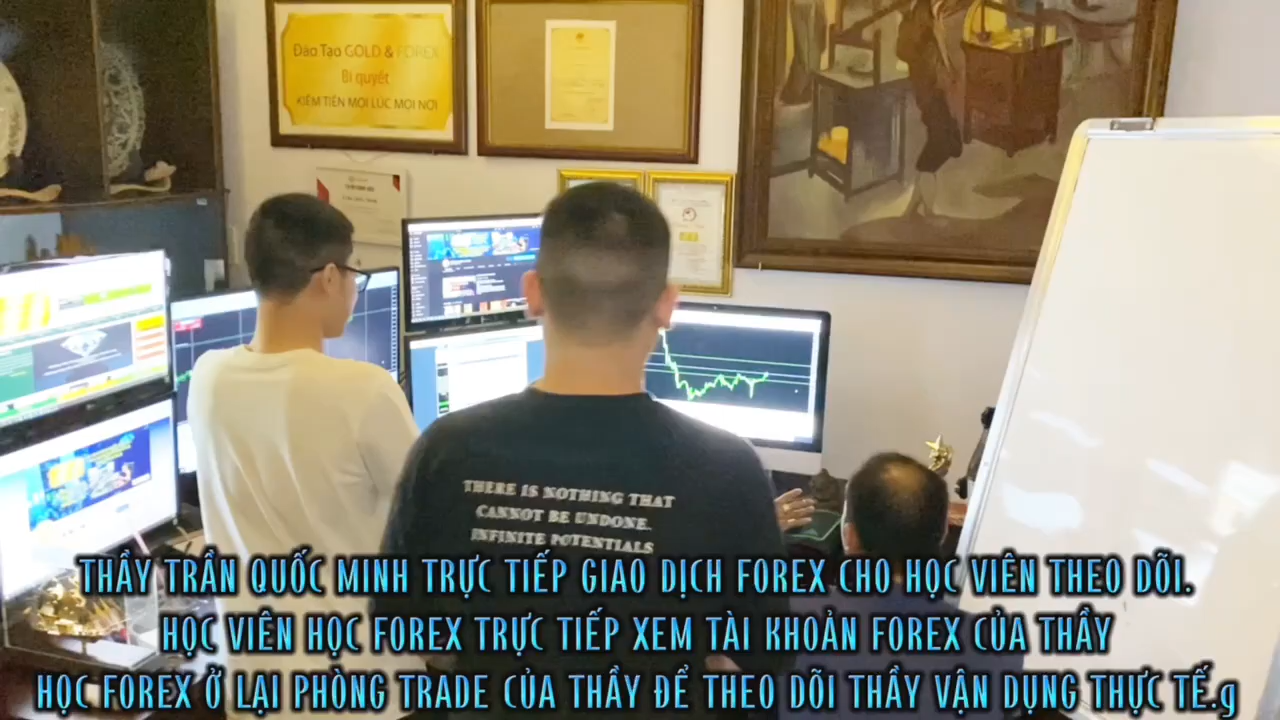 Đào Tạo GOLD & FOREX
Bí quyết
KIẾM TIỀN MỌI LÚC MỌI NƠI
THERE IS NOTHING THAT
CANNOT BE UNDONE.
INFINITE POTENTIALS
THẦY TRẦN QUỐC MINH TRỰC TIẾP GIAO DỊCH FOREX CHO HỌC VIÊN THEO DÕI.
HỌC VIÊN HỌC FOREX TRỰC TIẾP XEM TÀI KHOẢN FOREX CỦA THẦY
HỌC FOREX Ở LẠI PHÒNG TRADE CỦA THẦY ĐỂ THEO DÕI THẦY VẬN DỤNG THỰC TẾ.g